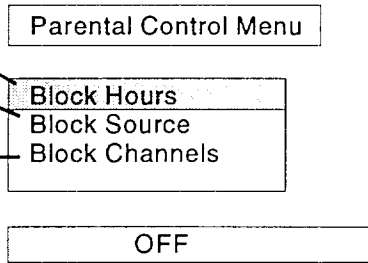 Parental Control Menu
Block Hours
Block Source
Block Channels
OFF